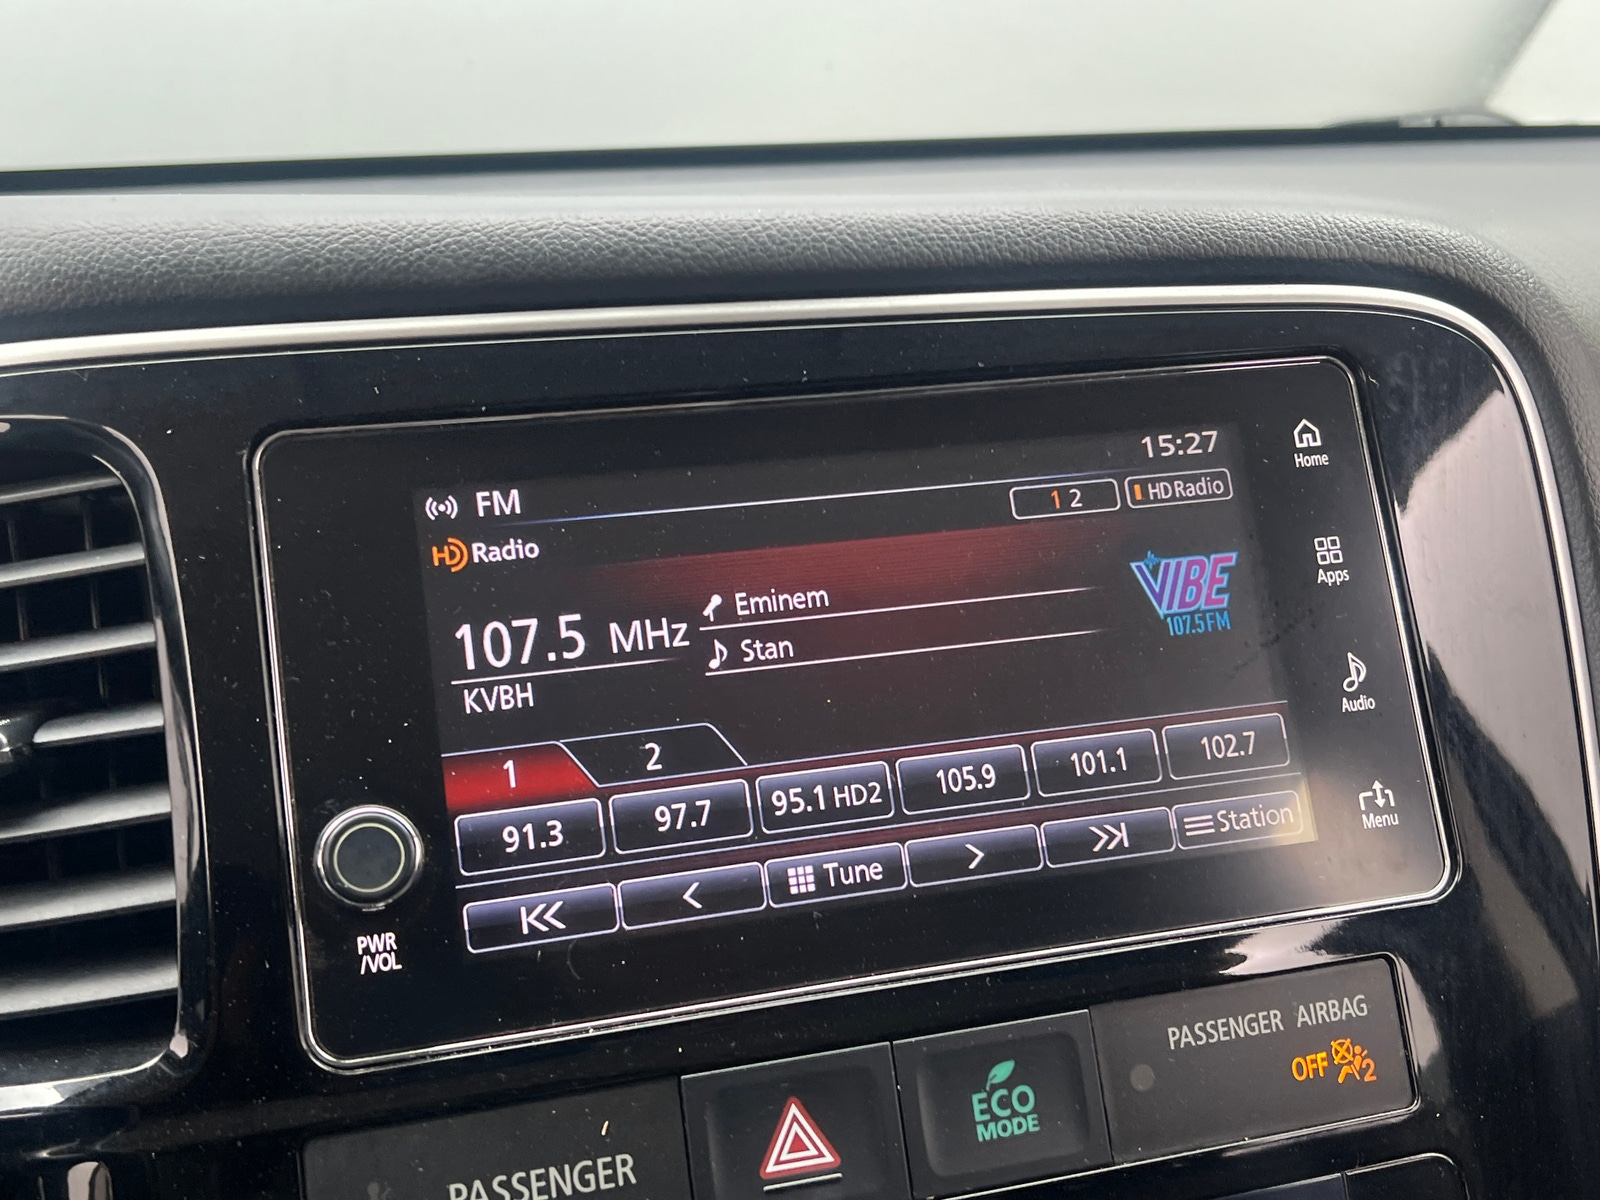 15:27
FM
1 2
HD Radio
HD Radio
107.5 MHz
KVBH
Eminem
Stan
VIBE
107.5 FM
1
2
91.3
97.7
95.1 HD2
105.9
101.1
102.7
Tune
Station
Home
Apps
Audio
Menu
PWR
/VOL
PASSENGER
ECO
MODE
PASSENGER AIRBAG
OFF
2